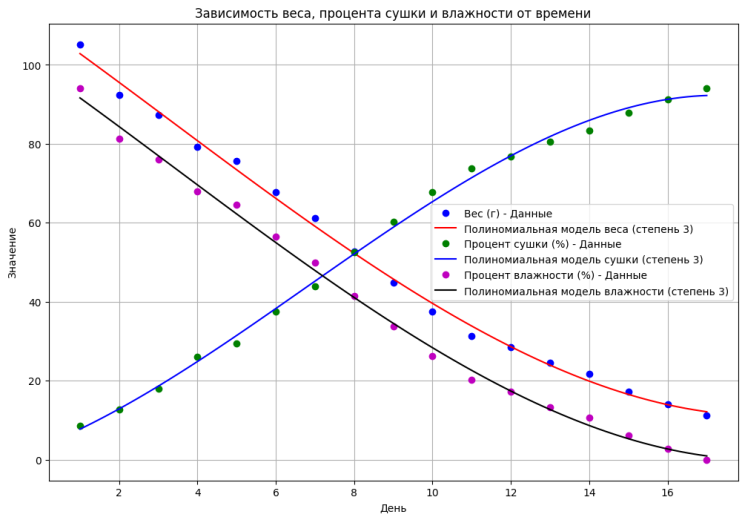 Зависимость веса, процента сушки и влажности от времени
Значение
100
80
60
40
20
0
Вес (г) - Данные
Полиномиальная модель веса (степень 3)
Процент сушки (%) - Данные
Полиномиальная модель сушки (степень 3)
Процент влажности (%) - Данные
Полиномиальная модель влажности (степень 3)
2 4 6 8 10 12 14 16
День